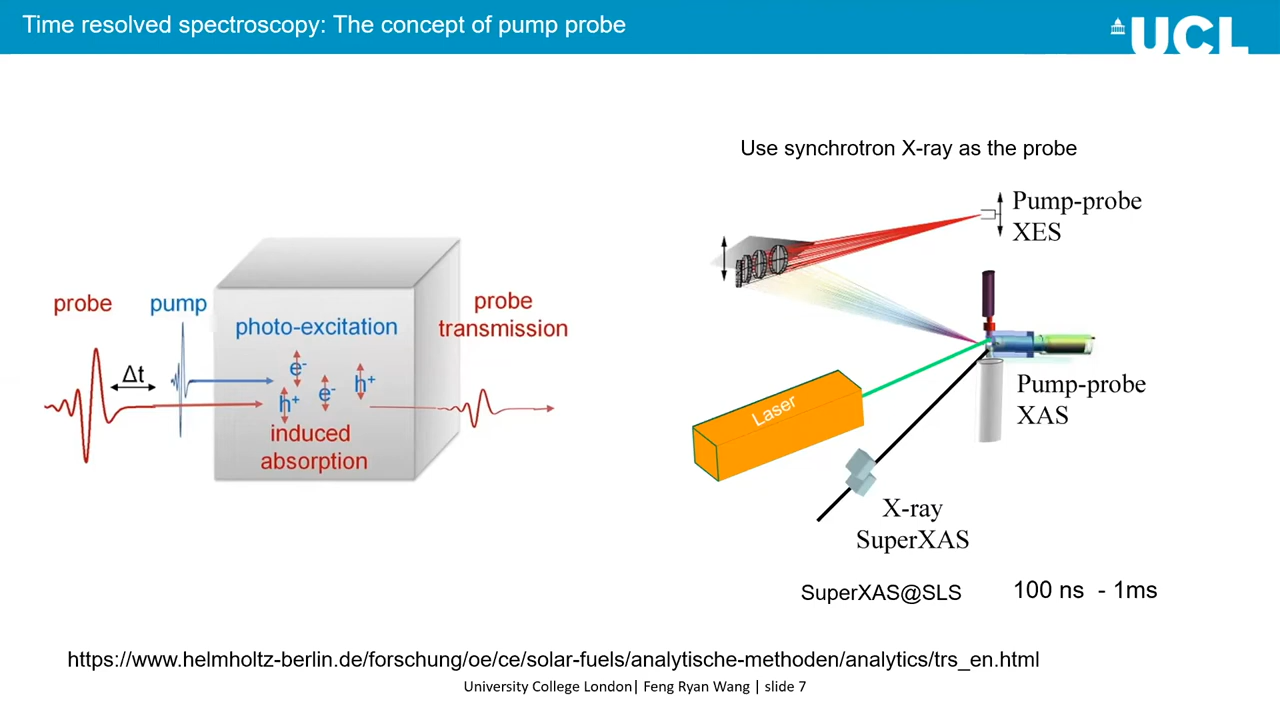 Time resolved spectroscopy: The concept of pump probe
UCL
Use synchrotron X-ray as the probe
probe
pump
Δt
photo-excitation
e-
e-
h+
h+
induced
absorption
probe
transmission
Pump-probe
XES
Pump-probe
XAS
Laser
X-ray
SuperXAS
SuperXAS@SLS
100 ns - 1ms
https://www.helmholtz-berlin.de/forschung/oe/ce/solar-fuels/analytische-methoden/analytics/trs_en.html
University College London| Feng Ryan Wang | slide 7